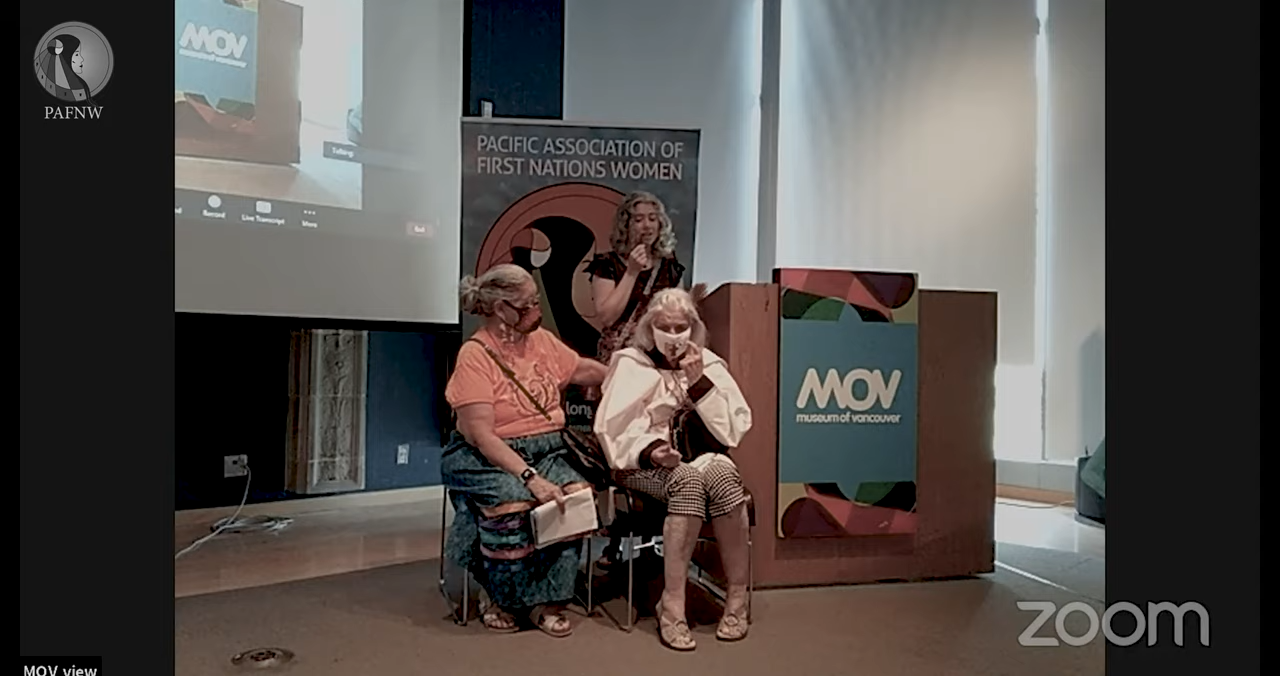 MOV
museum of vancouver
PAFNW
PACIFIC ASSOCIATION OF
FIRST NATIONS WOMEN
Talking:
Record
Live Transcript
More
MOV
museum of vancouver
zoom
MOV view